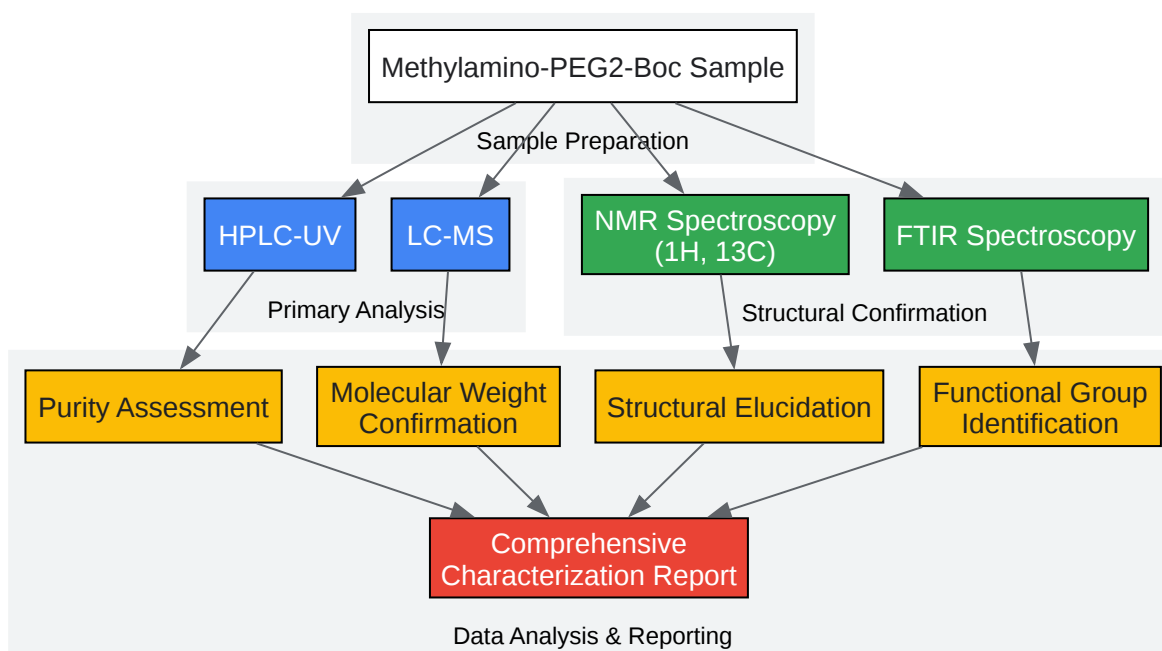 Methylamino-PEG2-Boc Sample
Sample Preparation
HPLC-UV
LC-MS
NMR Spectroscopy
(1H, 13C)
FTIR Spectroscopy
Primary Analysis
Structural Confirmation
Purity Assessment
Molecular Weight
Confirmation
Structural Elucidation
Functional Group
Identification
Comprehensive
Characterization Report
Data Analysis & Reporting